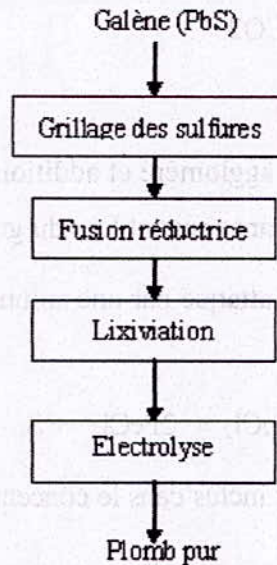 Galène (PbS)
Grillage des sulfures
Fusion réductrice
Lixiviation
Electrolyse
Plomb pur